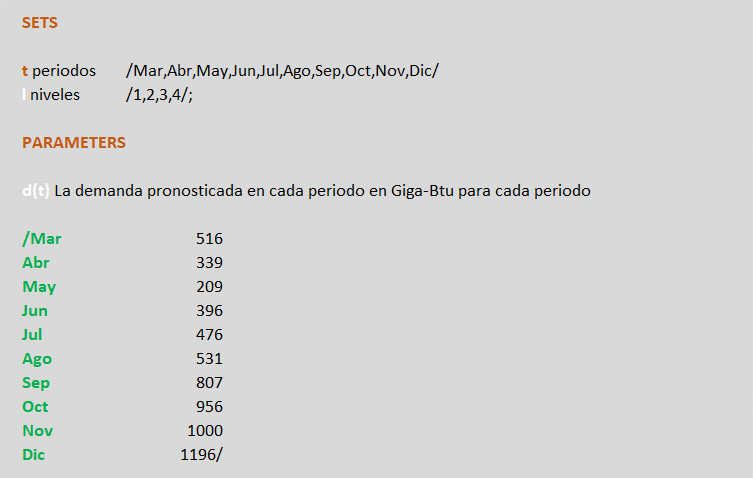 SETS
t periodos /Mar,Abr,May,Jun,Jul,Ago,Sep,Oct,Nov,Dic/
l niveles /1,2,3,4/;
PARAMETERS
d(t) La demanda pronosticada en cada periodo en Giga-Btu para cada periodo
/Mar 516
Abr 339
May 209
Jun 396
Jul 476
Ago 531
Sep 807
Oct 956
Nov 1000
Dic 1196/